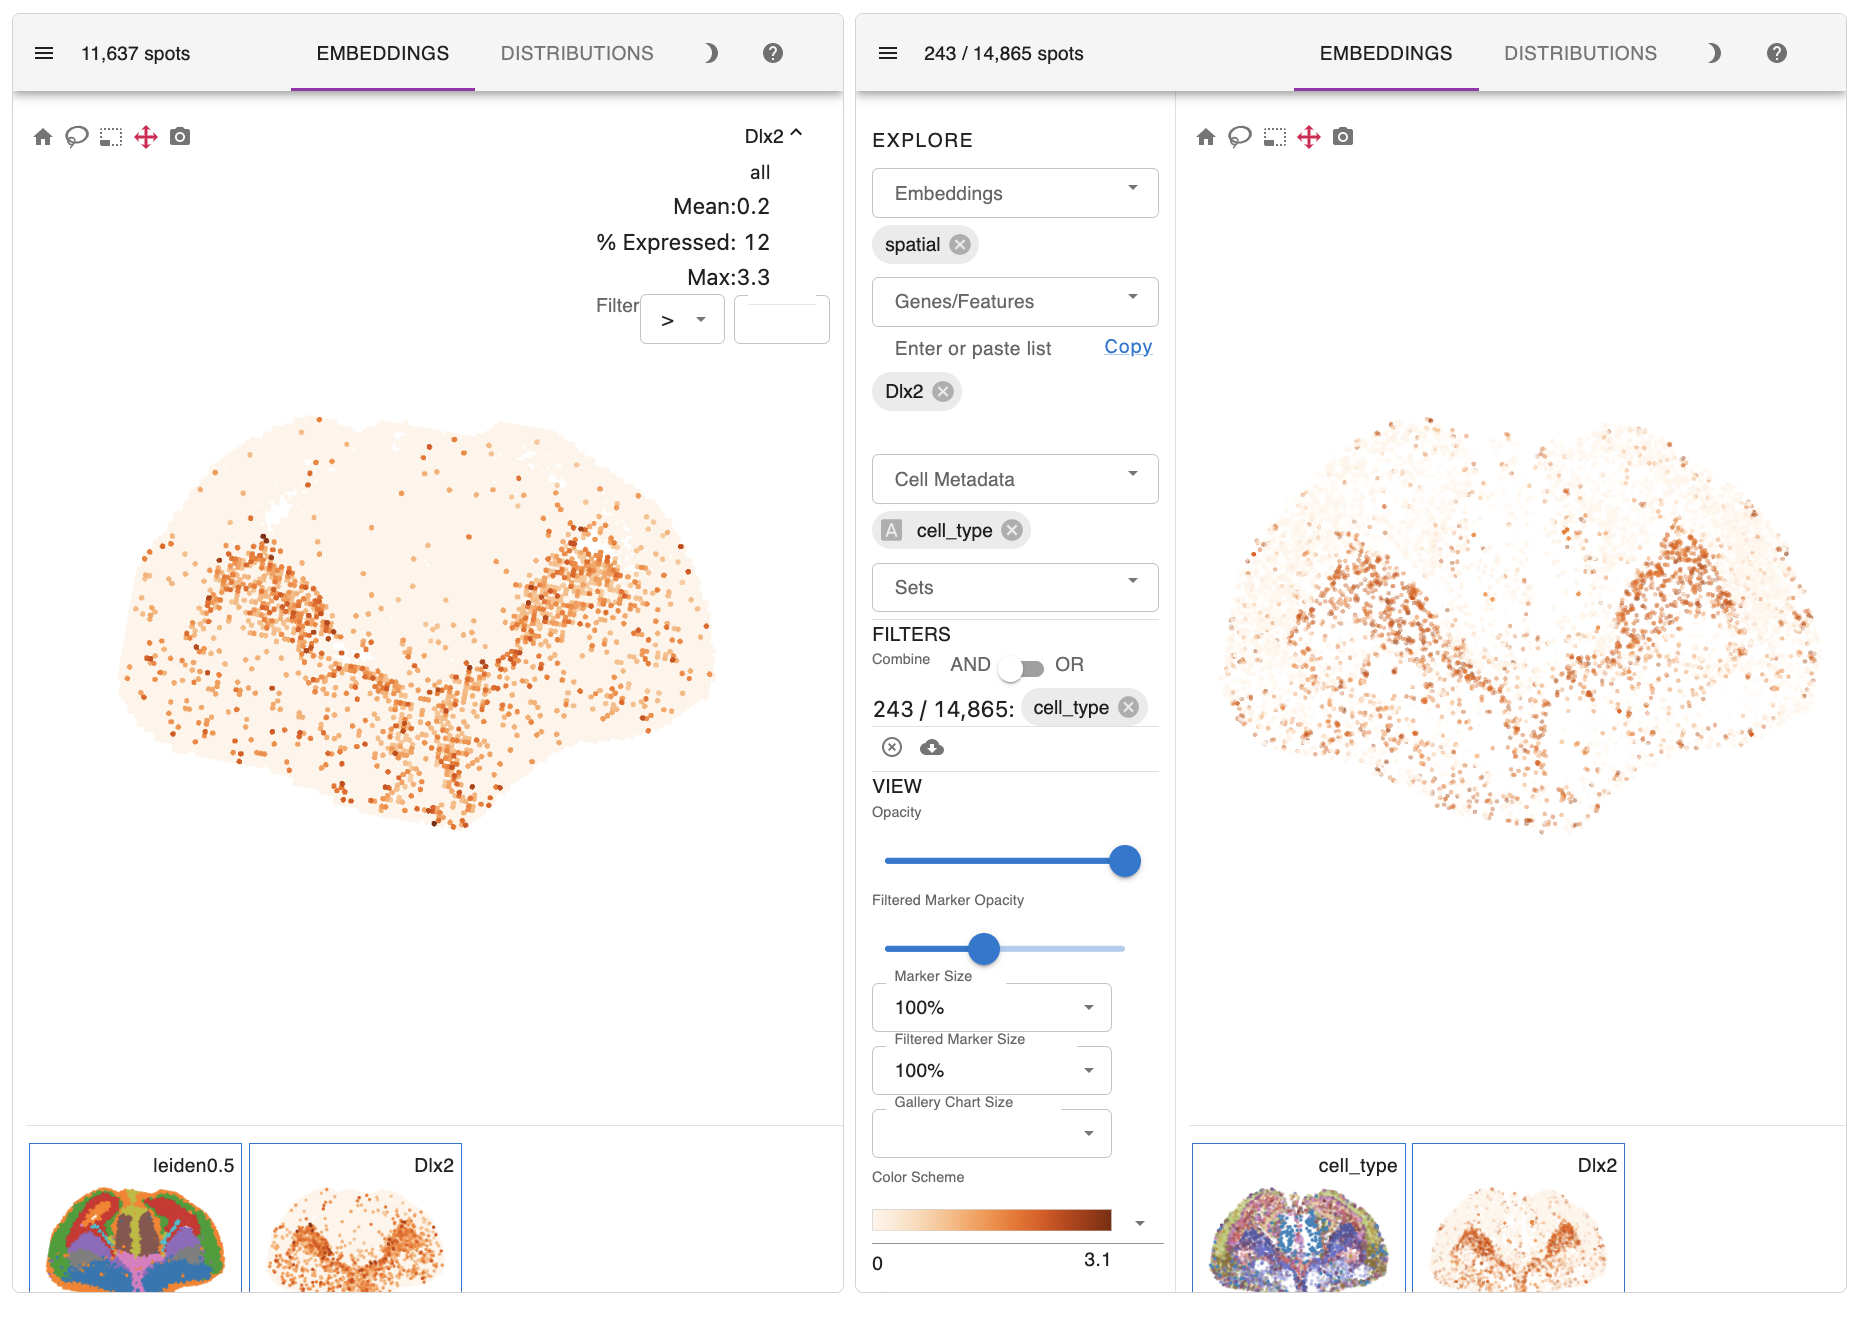 11,637 spots
EMBEDDINGS
DISTRIBUTIONS
Dlx2
all
Mean:0.2
% Expressed: 12
Max:3.3
Filter
>
leiden0.5
Dlx2
243 / 14,865 spots
EMBEDDINGS
DISTRIBUTIONS
EXPLORE
Embeddings
spatial
Genes/Features
Enter or paste list
Copy
Dlx2
Cell Metadata
A cell_type
Sets
FILTERS
Combine AND OR
243 / 14,865: cell_type
VIEW
Opacity
Filtered Marker Opacity
Marker Size
100%
Filtered Marker Size
100%
Gallery Chart Size
Color Scheme
0 3.1
cell_type
Dlx2